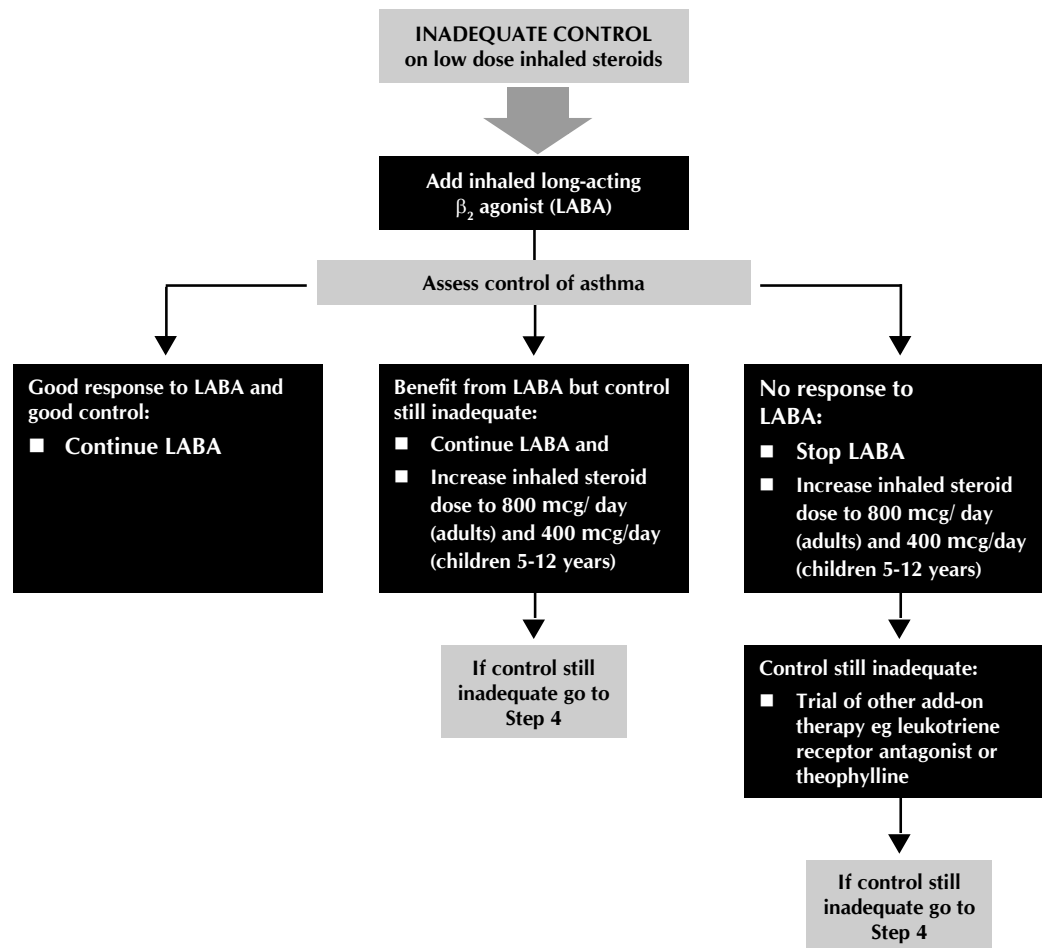 INADEQUATE CONTROL
on low dose inhaled steroids
Add inhaled long-acting
β₂ agonist (LABA)
Assess control of asthma
Good response to LABA and
good control:
■ Continue LABA
Benefit from LABA but control
still inadequate:
■ Continue LABA and
■ Increase inhaled steroid
dose to 800 mcg/ day
(adults) and 400 mcg/day
(children 5-12 years)
If control still
inadequate go to
Step 4
No response to
LABA:
■ Stop LABA
■ Increase inhaled steroid
dose to 800 mcg/ day
(adults) and 400 mcg/day
(children 5-12 years)
Control still inadequate:
■ Trial of other add-on
therapy eg leukotriene
receptor antagonist or
theophylline
If control still
inadequate go to
Step 4